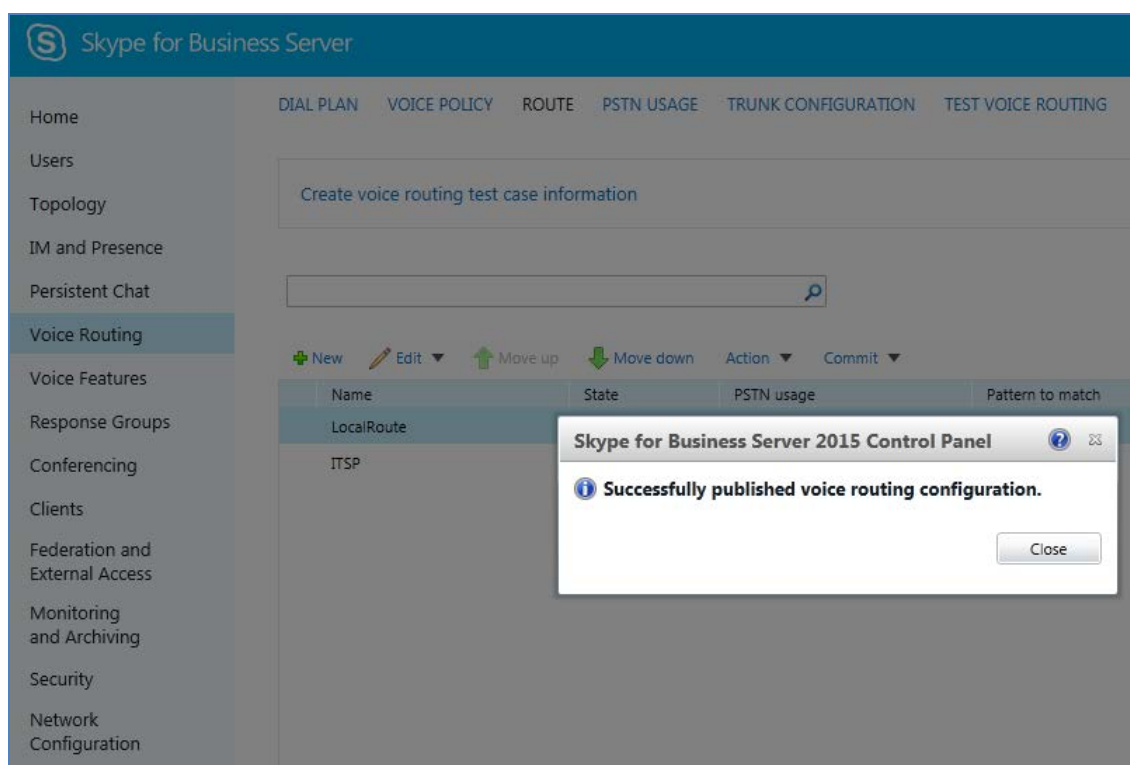 Skype for Business Server
Home
Users
Topology
IM and Presence
Persistent Chat
Voice Routing
Voice Features
Response Groups
Conferencing
Clients
Federation and
External Access
Monitoring
and Archiving
Security
Network
Configuration
DIAL PLAN VOICE POLICY ROUTE PSTN USAGE TRUNK CONFIGURATION TEST VOICE ROUTING
Create voice routing test case information
New Edit Move up Move down Action Commit
Name State PSTN usage Pattern to match
LocalRoute
ITSP
Skype for Business Server 2015 Control Panel
Successfully published voice routing configuration.
Close